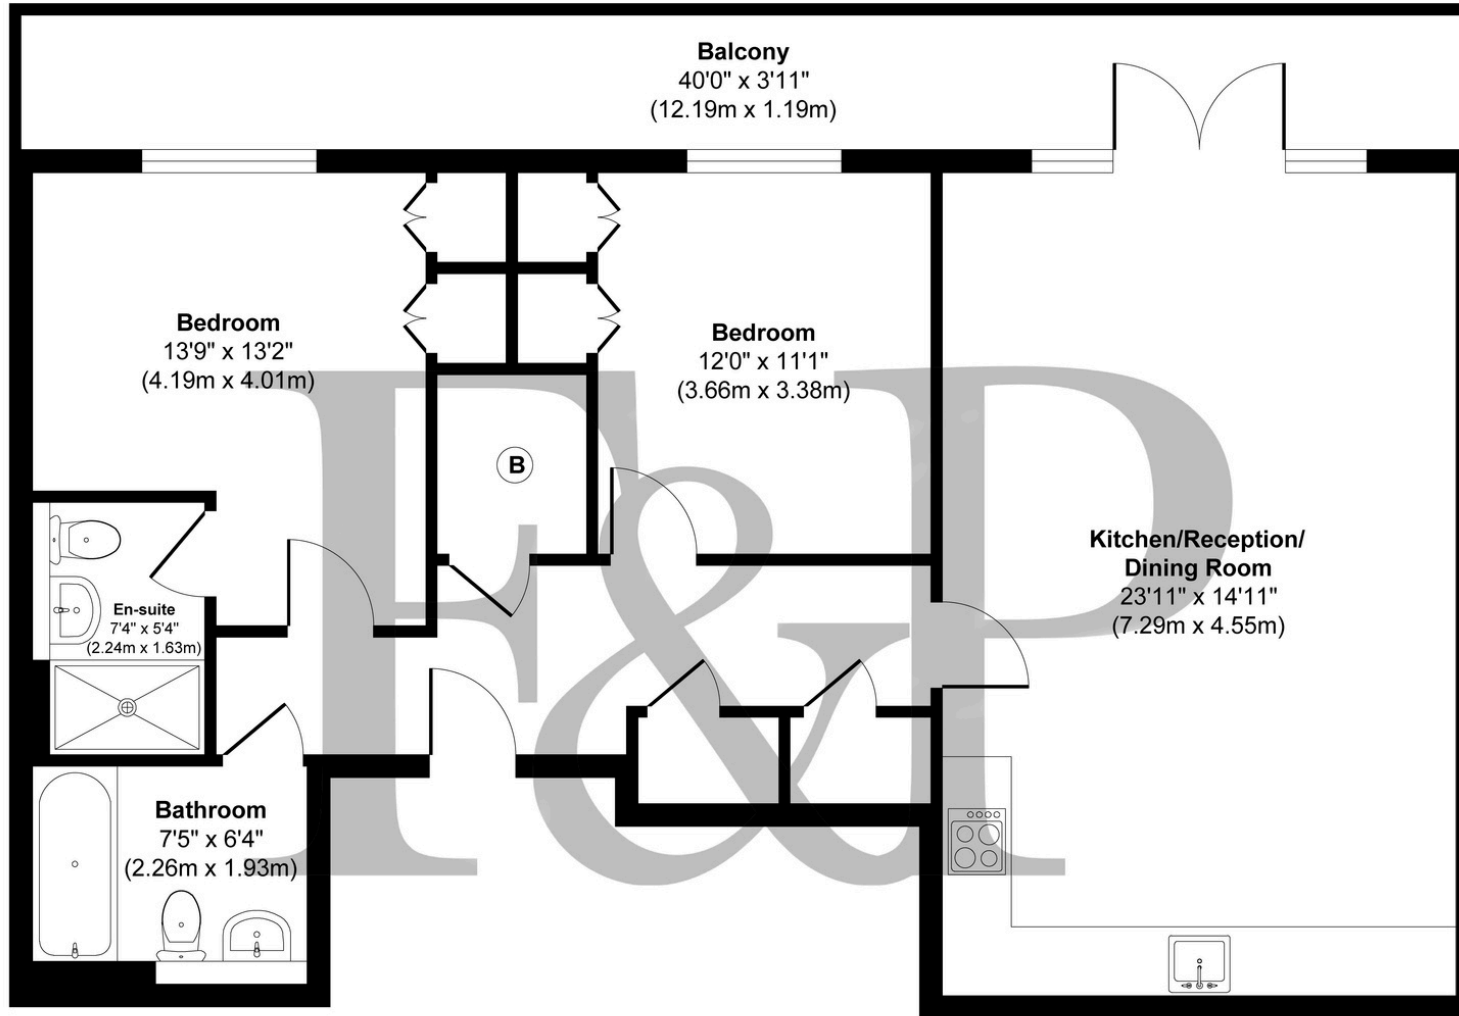 Balcony
40'0" x 3'11"
(12.19m x 1.19m)
Bedroom
13'9" x 13'2"
(4.19m x 4.01m)
Bedroom
12'0" x 11'1"
(3.66m x 3.38m)
B
Kitchen/Reception/
Dining Room
23'11" x 14'11"
(7.29m x 4.55m)
En-suite
7'4" x 5'4"
(2.24m x 1.63m)
Bathroom
7'5" x 6'4"
(2.26m x 1.93m)
F&P